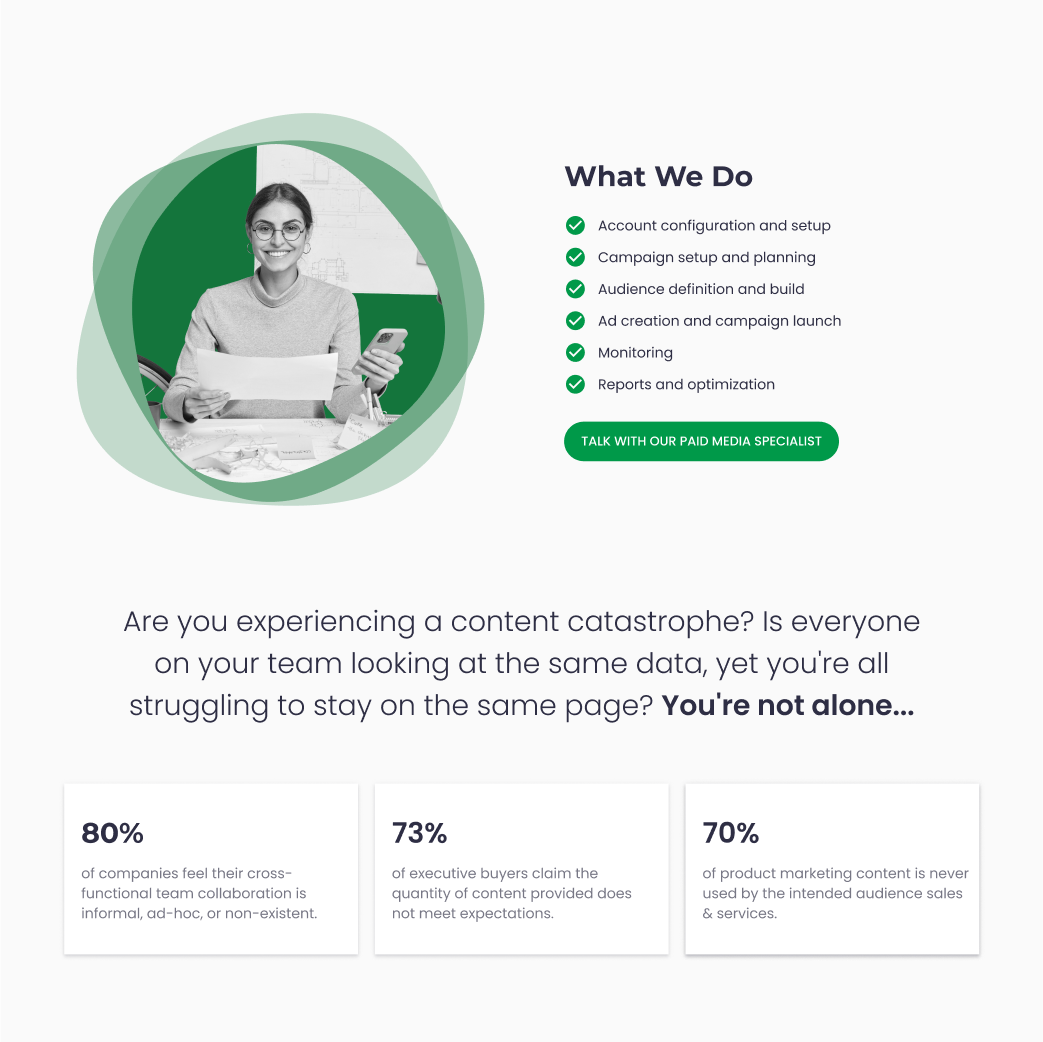 What We Do
Account configuration and setup
Campaign setup and planning
Audience definition and build
Ad creation and campaign launch
Monitoring
Reports and optimization
TALK WITH OUR PAID MEDIA SPECIALIST
Are you experiencing a content catastrophe? Is everyone
on your team looking at the same data, yet you're all
struggling to stay on the same page? You're not alone...
80%
of companies feel their cross-
functional team collaboration is
informal, ad-hoc, or non-existent.
73%
of executive buyers claim the
quantity of content provided does
not meet expectations.
70%
of product marketing content is never
used by the intended audience sales
& services.